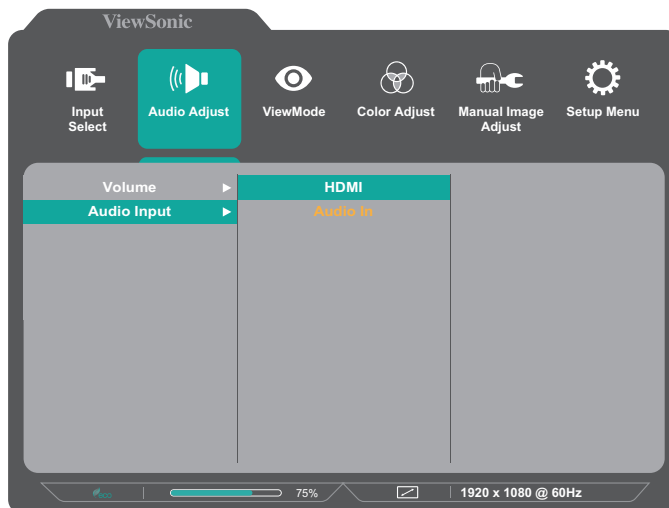 ViewSonic
Input
Select
Audio Adjust
ViewMode
Color Adjust
Manual Image
Adjust
Setup Menu
Volume
HDMI
Audio Input
Audio In
ECO
75%
1920 x 1080 @ 60Hz